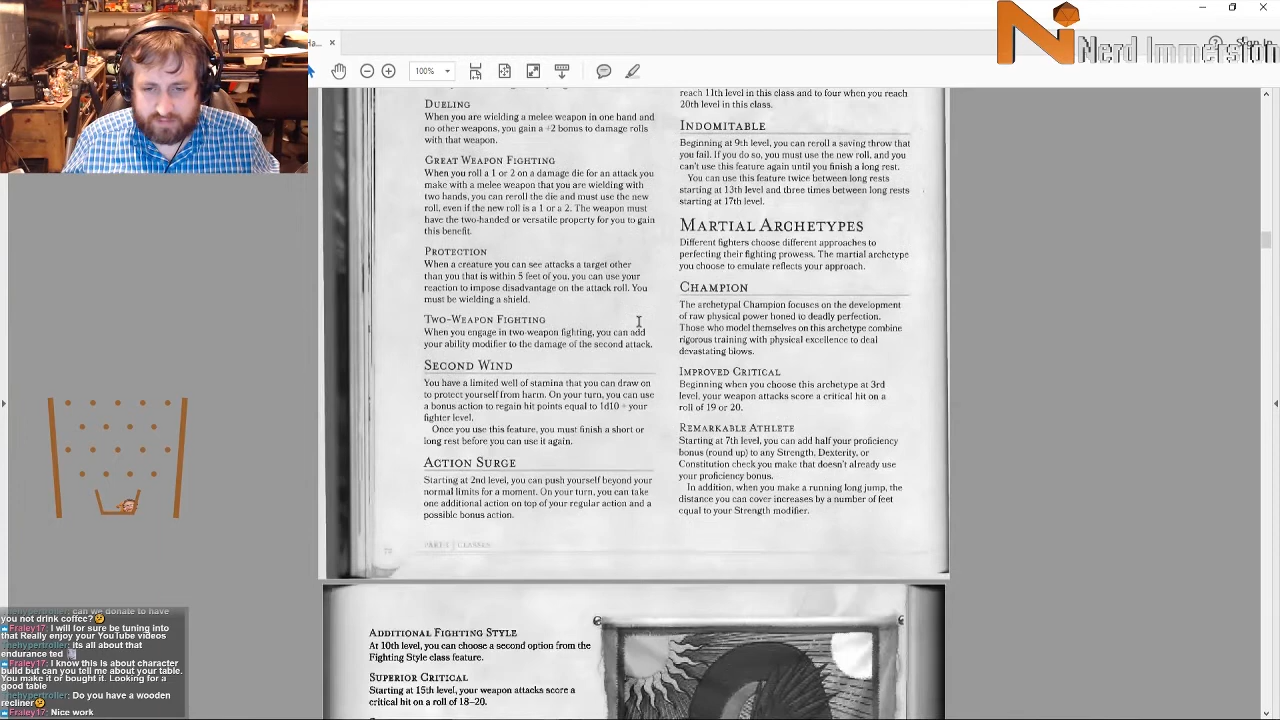 Nerd Immersion
Sign In
100%
DUELING
When you are wielding a melee weapon in one hand and
no other weapons, you gain a +2 bonus to damage rolls
with that weapon.
GREAT WEAPON FIGHTING
When you roll a 1 or 2 on a damage die for an attack you
make with a melee weapon that you are wielding with
two hands, you can reroll the die and must use the new
roll, even if the new roll is a 1 or a 2. The weapon must
have the two-handed or versatile property for you to gain
this benefit.
PROTECTION
When a creature you can see attacks a target other
than you that is within 5 feet of you, you can use your
reaction to impose disadvantage on the attack roll. You
must be wielding a shield.
TWO-WEAPON FIGHTING
When you engage in two-weapon fighting, you can add
your ability modifier to the damage of the second attack.
SECOND WIND
You have a limited well of stamina that you can draw on
to protect yourself from harm. On your turn, you can use
a bonus action to regain hit points equal to 1d10 + your
fighter level.
Once you use this feature, you must finish a short or
long rest before you can use it again.
ACTION SURGE
Starting at 2nd level, you can push yourself beyond your
normal limits for a moment. On your turn, you can take
one additional action on top of your regular action and a
possible bonus action.
PART 1 | CLASSES
reach 11th level in this class and to four when you reach
20th level in this class.
INDOMITABLE
Beginning at 9th level, you can reroll a saving throw that
you fail. If you do so, you must use the new roll, and you
can't use this feature again until you finish a long rest.
You can use this feature twice between long rests
starting at 13th level and three times between long rests
starting at 17th level.
MARTIAL ARCHETYPES
Different fighters choose different approaches to
perfecting their fighting prowess. The martial archetype
you choose to emulate reflects your approach.
CHAMPION
The archetypal Champion focuses on the development
of raw physical power honed to deadly perfection.
Those who model themselves on this archetype combine
rigorous training with physical excellence to deal
devastating blows.
IMPROVED CRITICAL
Beginning when you choose this archetype at 3rd
level, your weapon attacks score a critical hit on a
roll of 19 or 20.
REMARKABLE ATHLETE
Starting at 7th level, you can add half your proficiency
bonus (round up) to any Strength, Dexterity, or
Constitution check you make that doesn't already use
your proficiency bonus.
In addition, when you make a running long jump, the
distance you can cover increases by a number of feet
equal to your Strength modifier.
ADDITIONAL FIGHTING STYLE
At 10th level, you can choose a second option from the
Fighting Style class feature.
SUPERIOR CRITICAL
Starting at 15th level, your weapon attacks score a
critical hit on a roll of 18–20.
thehypertroller: can we donate to have
you not drink coffee?
Fraley17: I will for sure be tuning into
that Really enjoy your YouTube videos
thehypertroller: its all about that
endurance ted
Fraley17: I know this is about character
build but can you tell me about your table.
You make it or bought it. Looking for a
good table
thehypertroller: Do you have a wooden
recliner
Fraley17: Nice work